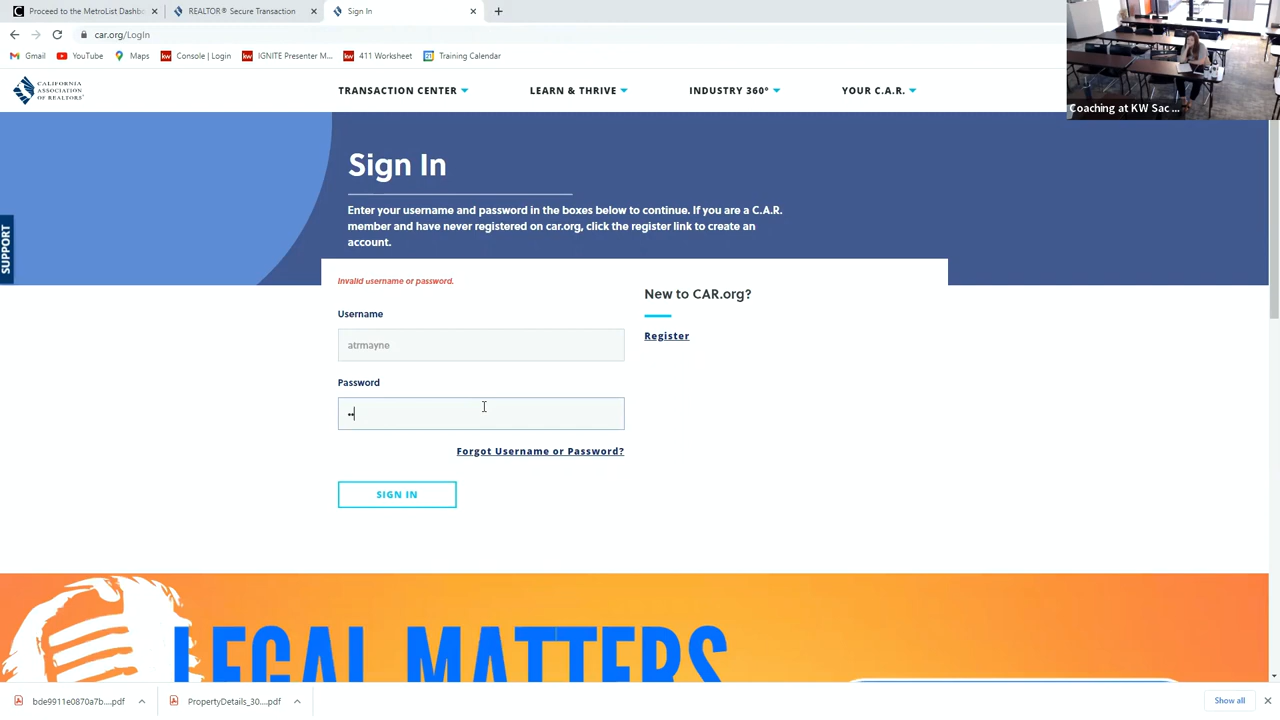 Proceed to the MetroList Dashb
REALTOR® Secure Transaction
Sign In
car.org/LogIn
Gmail
YouTube
Maps
Console | Login
IGNITE Presenter M...
411 Worksheet
Training Calendar
Coaching at KW Sac ...
CALIFORNIA
ASSOCIATION
OF REALTORS®
TRANSACTION CENTER
LEARN & THRIVE
INDUSTRY 360°
YOUR C.A.R.
Sign In
Enter your username and password in the boxes below to continue. If you are a C.A.R.
member and have never registered on car.org, click the register link to create an
account.
SUPPORT
Invalid username or password.
Username
atrmayne
Password
Forgot Username or Password?
SIGN IN
New to CAR.org?
Register
LEGAL MATTERS
bde9911e0870a7b....pdf
PropertyDetails_30....pdf
Show all